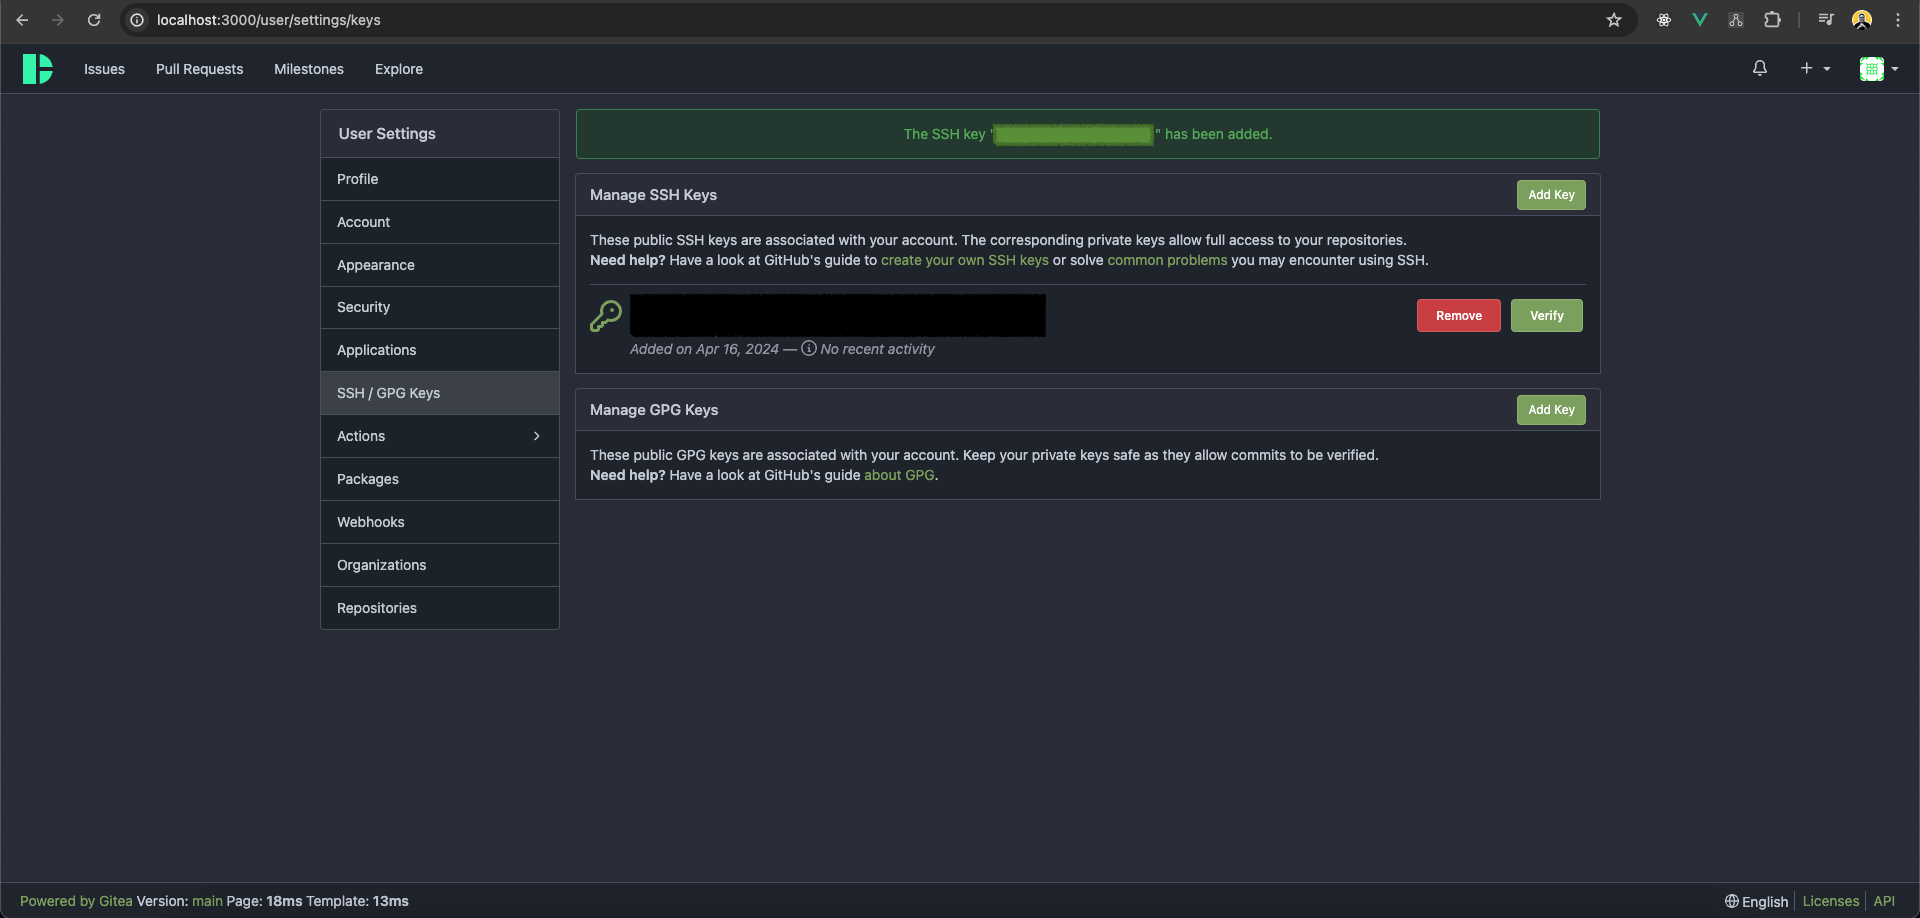 localhost:3000/user/settings/keys
Issues Pull Requests Milestones Explore
User Settings
Profile
Account
Appearance
Security
Applications
SSH / GPG Keys
Actions
Packages
Webhooks
Organizations
Repositories
The SSH key " " has been added.
Manage SSH Keys Add Key
These public SSH keys are associated with your account. The corresponding private keys allow full access to your repositories.
Need help? Have a look at GitHub's guide to create your own SSH keys or solve common problems you may encounter using SSH.
Remove Verify
Added on Apr 16, 2024 — No recent activity
Manage GPG Keys Add Key
These public GPG keys are associated with your account. Keep your private keys safe as they allow commits to be verified.
Need help? Have a look at GitHub's guide about GPG.
Powered by Gitea Version: main Page: 18ms Template: 13ms English Licenses API